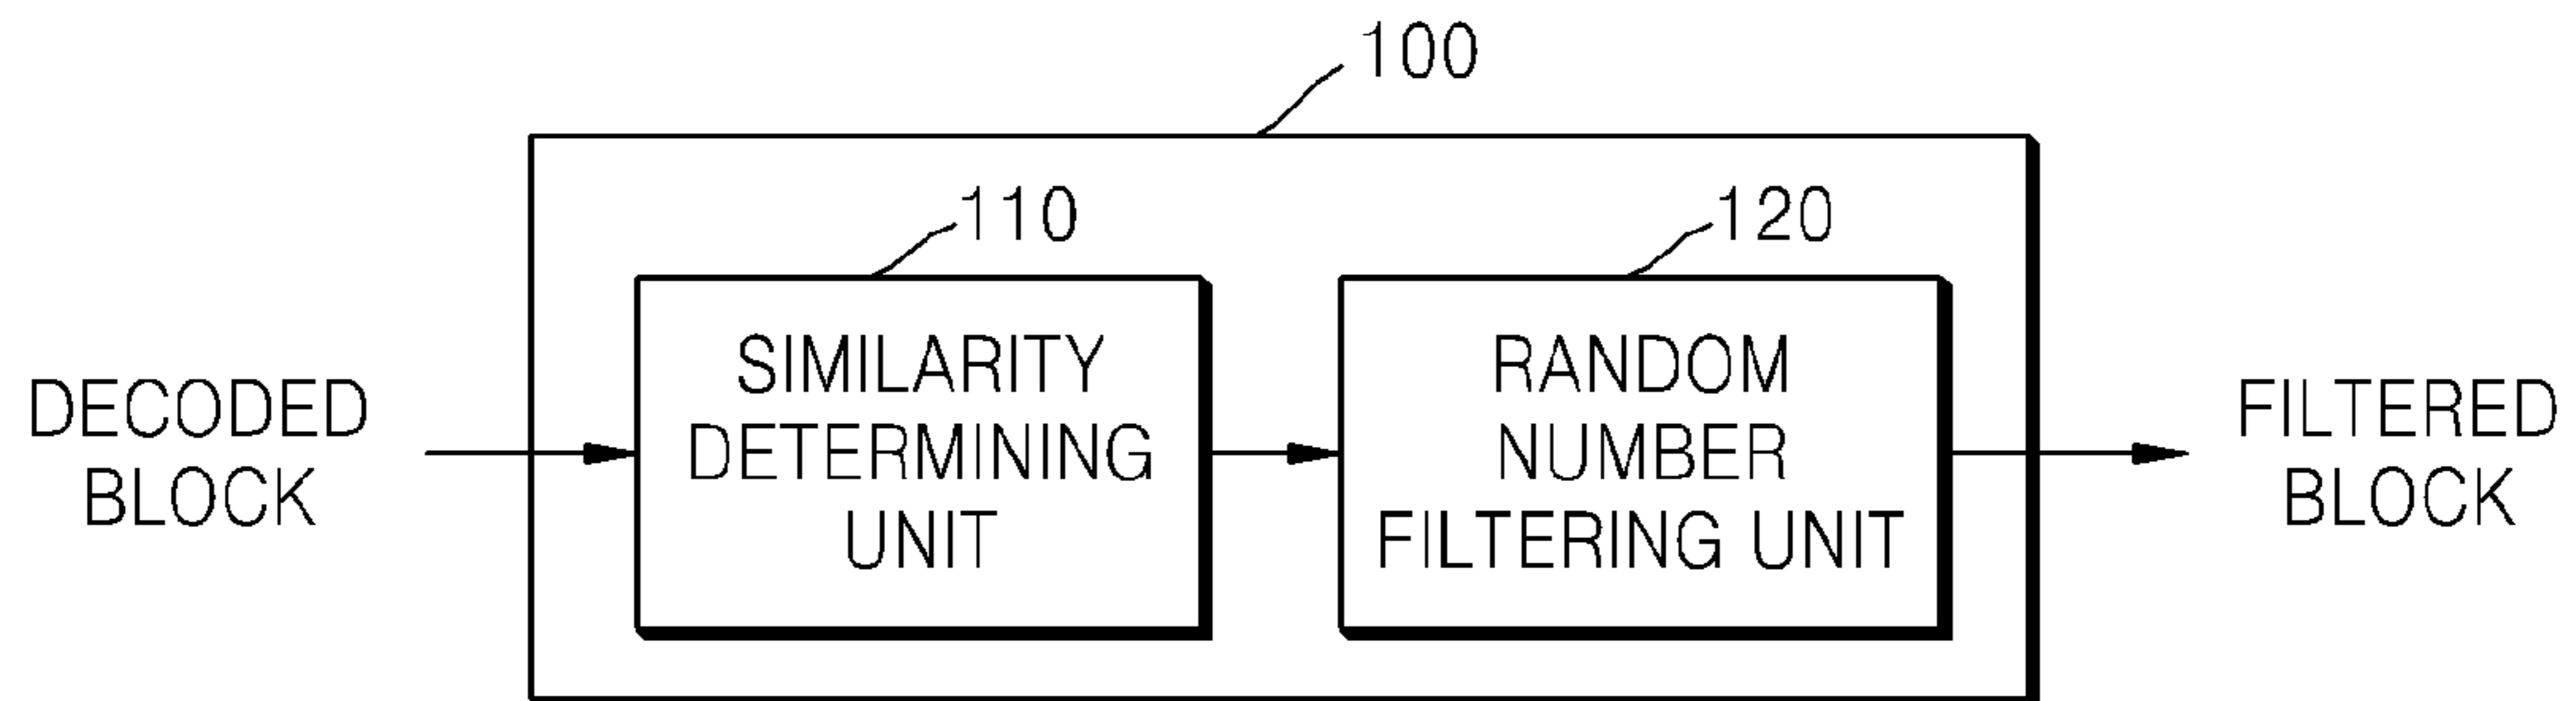 100
110
120
DECODED
BLOCK
SIMILARITY
DETERMINING
UNIT
RANDOM
NUMBER
FILTERING UNIT
FILTERED
BLOCK